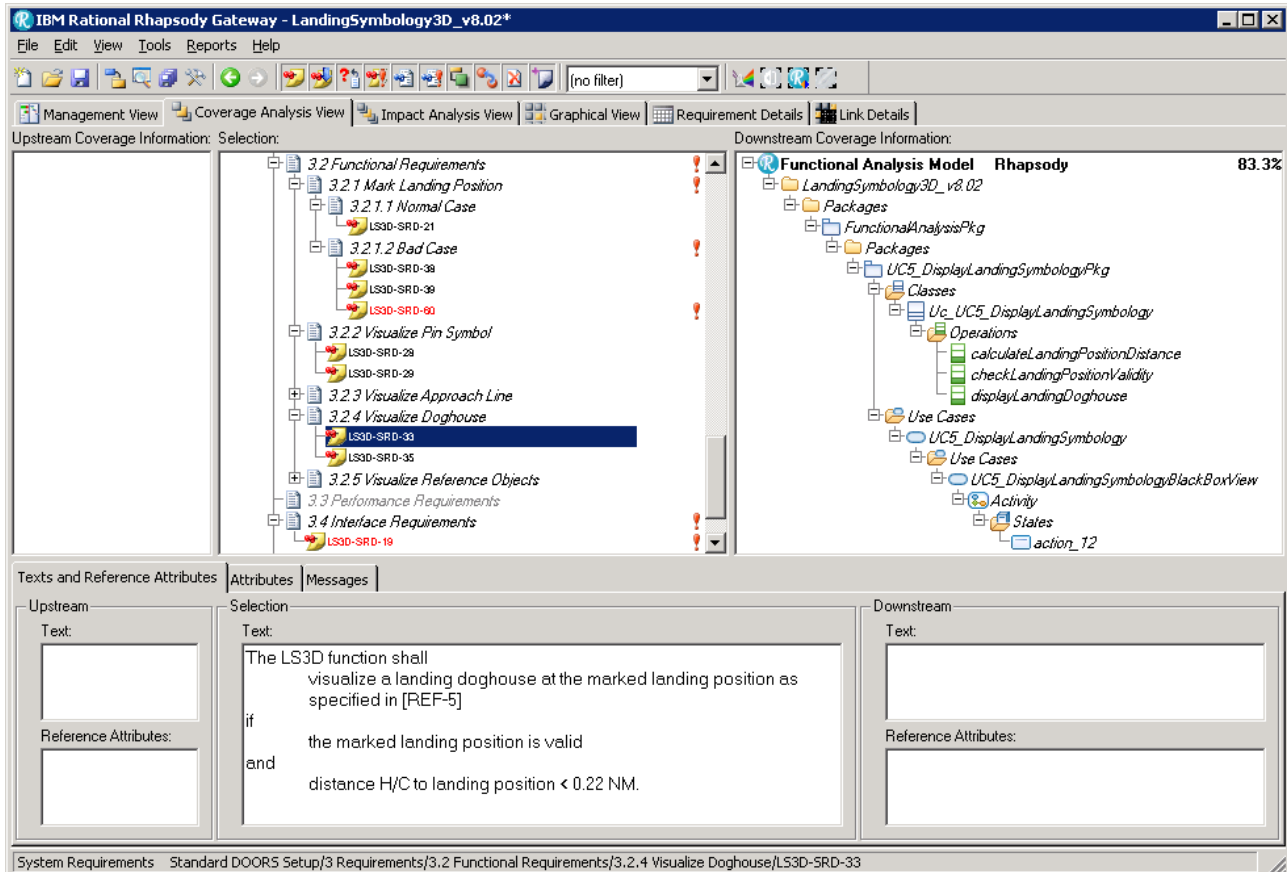 IBM Rational Rhapsody Gateway - LandingSymbology3D_v8.02*
File Edit View Tools Reports Help
(no filter)
Management View Coverage Analysis View Impact Analysis View Graphical View Requirement Details Link Details
Upstream Coverage Information: Selection: Downstream Coverage Information:
3.2 Functional Requirements
3.2.1 Mark Landing Position
3.2.1.1 Normal Case
LS3D-SRD-21
3.2.1.2 Bad Case
LS3D-SRD-38
LS3D-SRD-39
LS3D-SRD-60
3.2.2 Visualize Pin Symbol
LS3D-SRD-28
LS3D-SRD-29
3.2.3 Visualize Approach Line
3.2.4 Visualize Doghouse
LS3D-SRD-33
LS3D-SRD-35
3.2.5 Visualize Reference Objects
3.3 Performance Requirements
3.4 Interface Requirements
LS3D-SRD-19
Functional Analysis Model Rhapsody 83.3%
LandingSymbology3D_v8.02
Packages
FunctionalAnalysisPkg
Packages
UC5_DisplayLandingSymbologyPkg
Classes
Uc_UC5_DisplayLandingSymbology
Operations
calculateLandingPositionDistance
checkLandingPositionValidity
displayLandingDoghouse
Use Cases
UC5_DisplayLandingSymbology
Use Cases
UC5_DisplayLandingSymbologyBlackBoxView
Activity
States
action_12
Texts and Reference Attributes Attributes Messages
Upstream
Text:
Reference Attributes:
Selection
Text:
The LS3D function shall
visualize a landing doghouse at the marked landing position as
specified in [REF-5]
if
the marked landing position is valid
and
distance H/C to landing position < 0.22 NM.
Downstream
Text:
Reference Attributes:
System Requirements Standard DOORS Setup/3 Requirements/3.2 Functional Requirements/3.2.4 Visualize Doghouse/LS3D-SRD-33